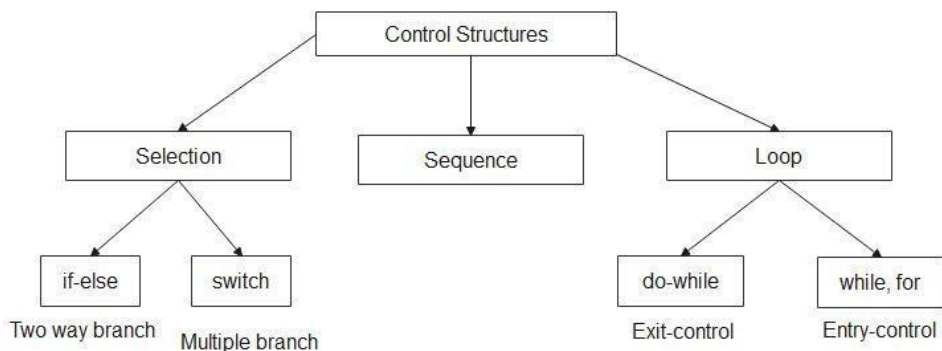 Control Structures
Selection
Sequence
Loop
if-else
switch
do-while
while, for
Two way branch
Multiple branch
Exit-control
Entry-control